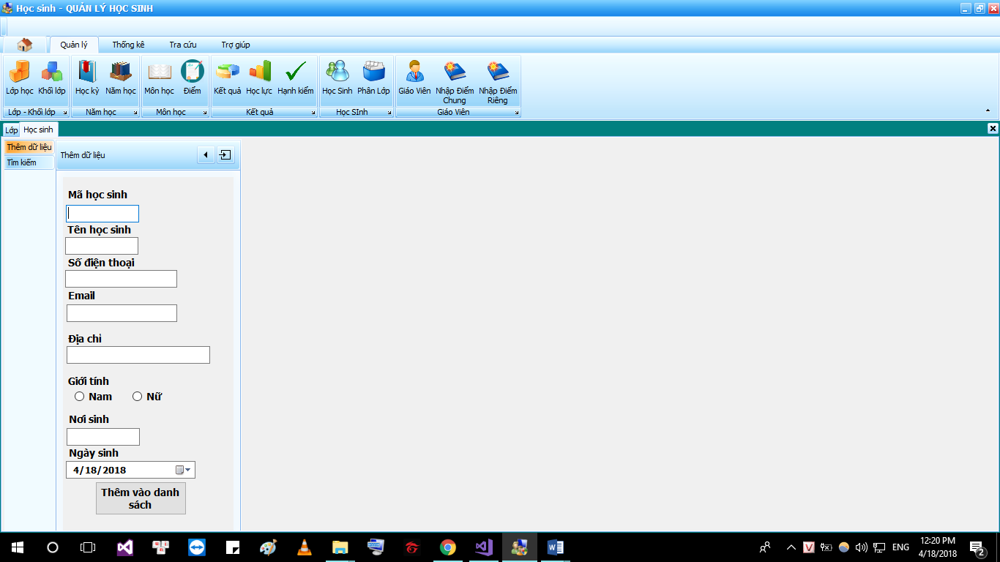 Học sinh - QUẢN LÝ HỌC SINH
Quản lý Thống kê Tra cứu Trợ giúp
Lớp học Khối lớp Học kỳ Năm học Môn học Điểm Kết quả Học lực Hạnh kiểm Học Sinh Phân Lớp Giáo Viên Nhập Điểm Chung Nhập Điểm Riêng
Lớp - Khối lớp Năm học Môn học Kết quả Học SInh Giáo Viên
Lớp Học sinh
Thêm dữ liệu
Tìm kiếm
Thêm dữ liệu
Mã học sinh
Tên học sinh
Số điện thoại
Email
Địa chỉ
Giới tính
Nam Nữ
Nơi sinh
Ngày sinh
4/18/2018
Thêm vào danh
sách
ENG
12:20 PM
4/18/2018
2